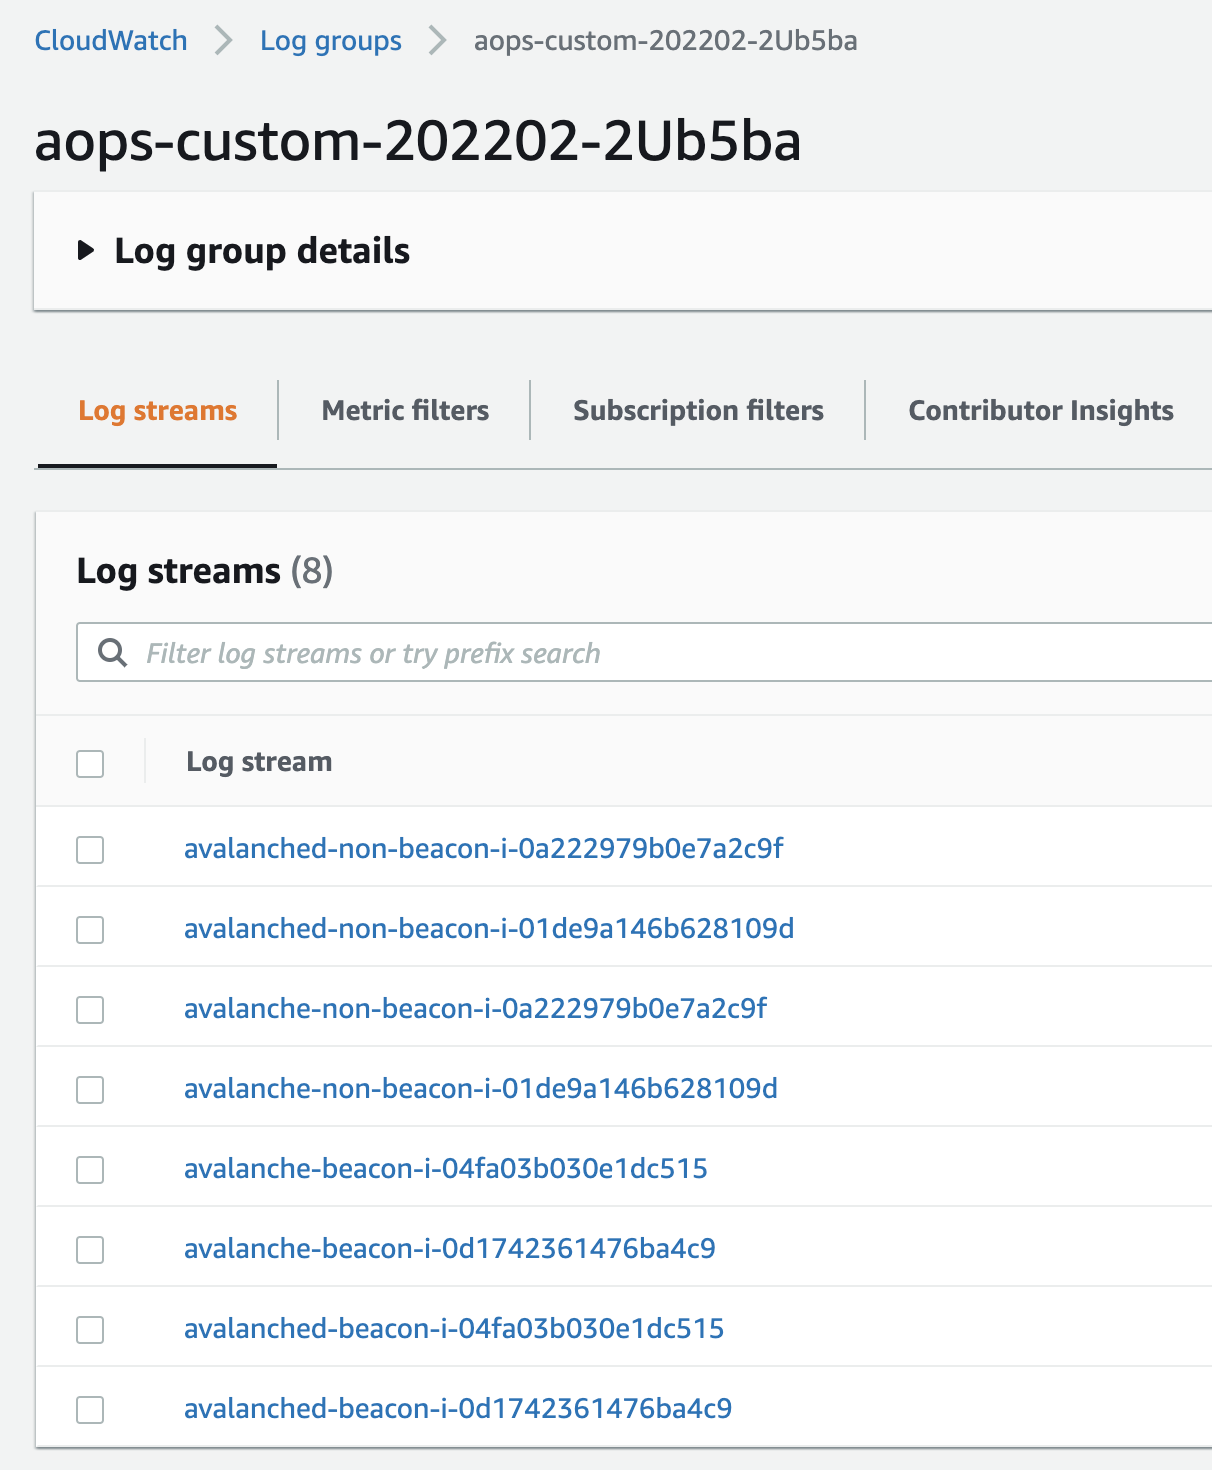 CloudWatch > Log groups > aops-custom-202202-2Ub5ba
aops-custom-202202-2Ub5ba
Log group details
Log streams Metric filters Subscription filters Contributor Insights
Log streams (8)
Filter log streams or try prefix search
Log stream
avalanched-non-beacon-i-0a222979b0e7a2c9f
avalanched-non-beacon-i-01de9a146b628109d
avalanche-non-beacon-i-0a222979b0e7a2c9f
avalanche-non-beacon-i-01de9a146b628109d
avalanche-beacon-i-04fa03b030e1dc515
avalanche-beacon-i-0d1742361476ba4c9
avalanched-beacon-i-04fa03b030e1dc515
avalanched-beacon-i-0d1742361476ba4c9